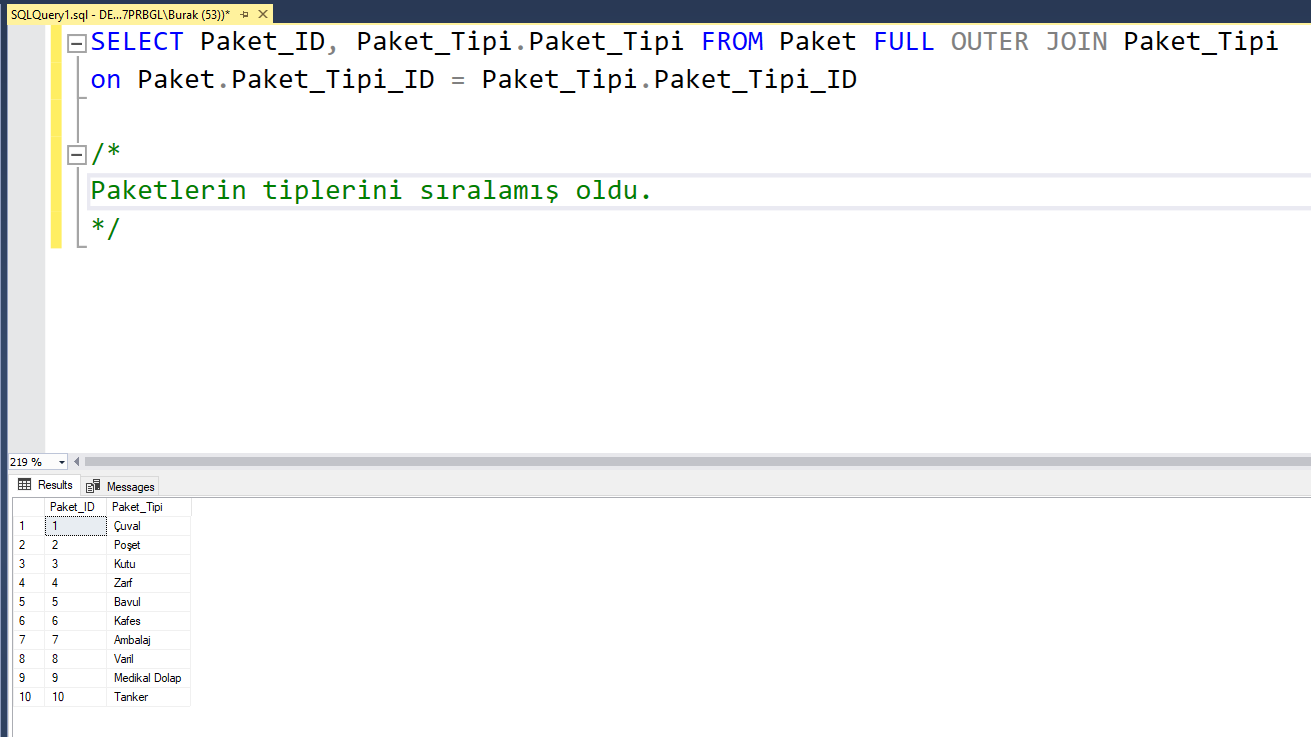 SQLQuery1.sql - DE...7PRBGL\Burak (53))*
SELECT Paket_ID, Paket_Tipi.Paket_Tipi FROM Paket FULL OUTER JOIN Paket_Tipi
on Paket.Paket_Tipi_ID = Paket_Tipi.Paket_Tipi_ID
/*
Paketlerin tiplerini sıralamış oldu.
*/
219 %
Results Messages
Paket_ID Paket_Tipi
1 1 Çuval
2 2 Poşet
3 3 Kutu
4 4 Zarf
5 5 Bavul
6 6 Kafes
7 7 Ambalaj
8 8 Varil
9 9 Medikal Dolap
10 10 Tanker